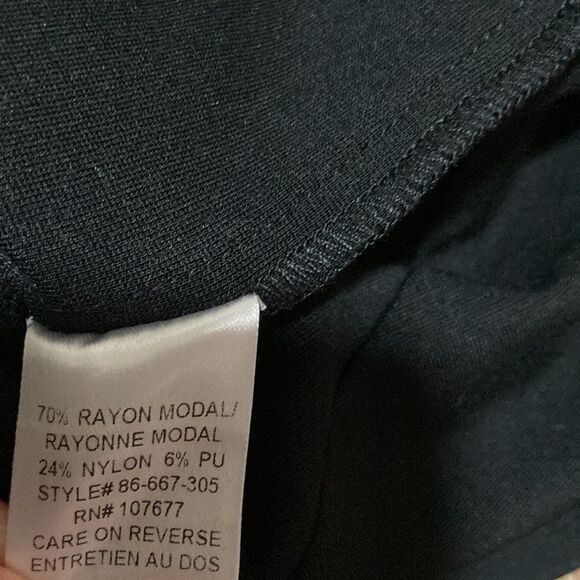 70% RAYON MODAL/
RAYONNE MODAL
24% NYLON 6% PU
STYLE# 86-667-305
RN# 107677
CARE ON REVERSE
ENTRETIEN AU DOS